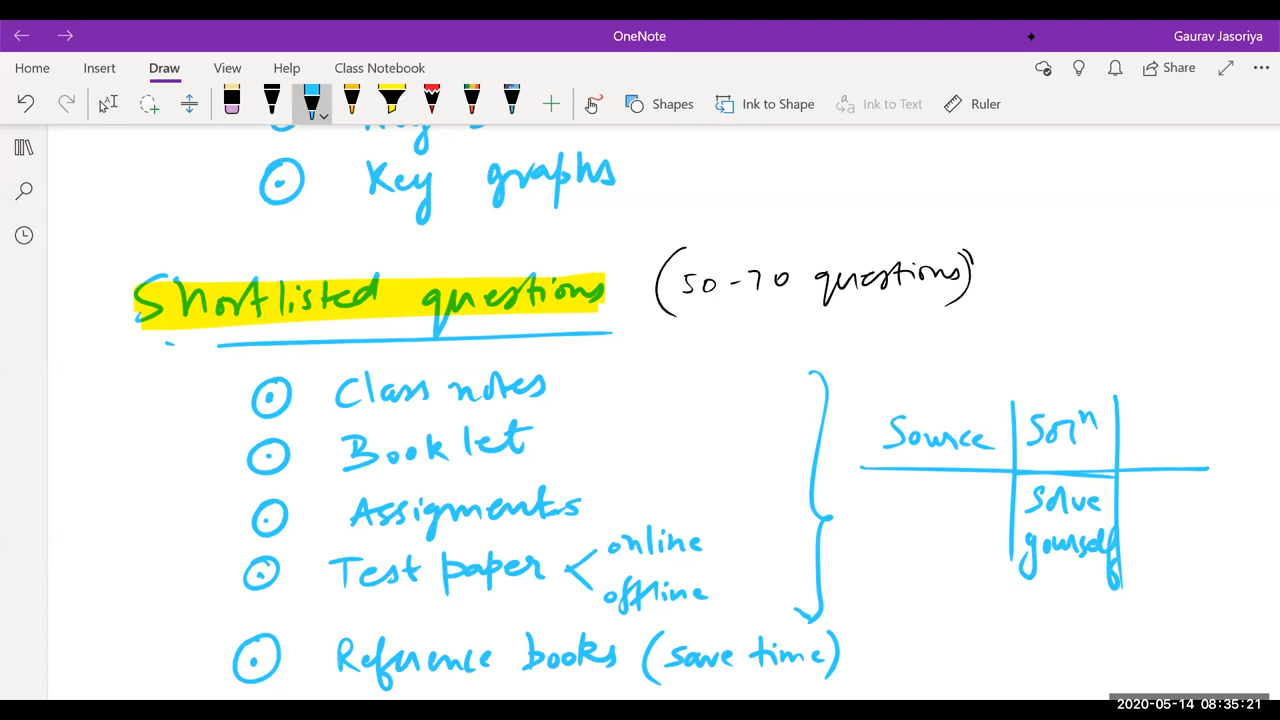 OneNote
Gaurav Jasoriya
Home Insert Draw View Help Class Notebook
Share
Shapes Ink to Shape Ink to Text Ruler
Key
Key graphs
Shortlisted questions (50-70 questions)
Class notes
Booklet
Assigments
Test paper < online
offline
Reference books (save time)
Source Solⁿ
solve
yourself
2020-05-14 08:35:21